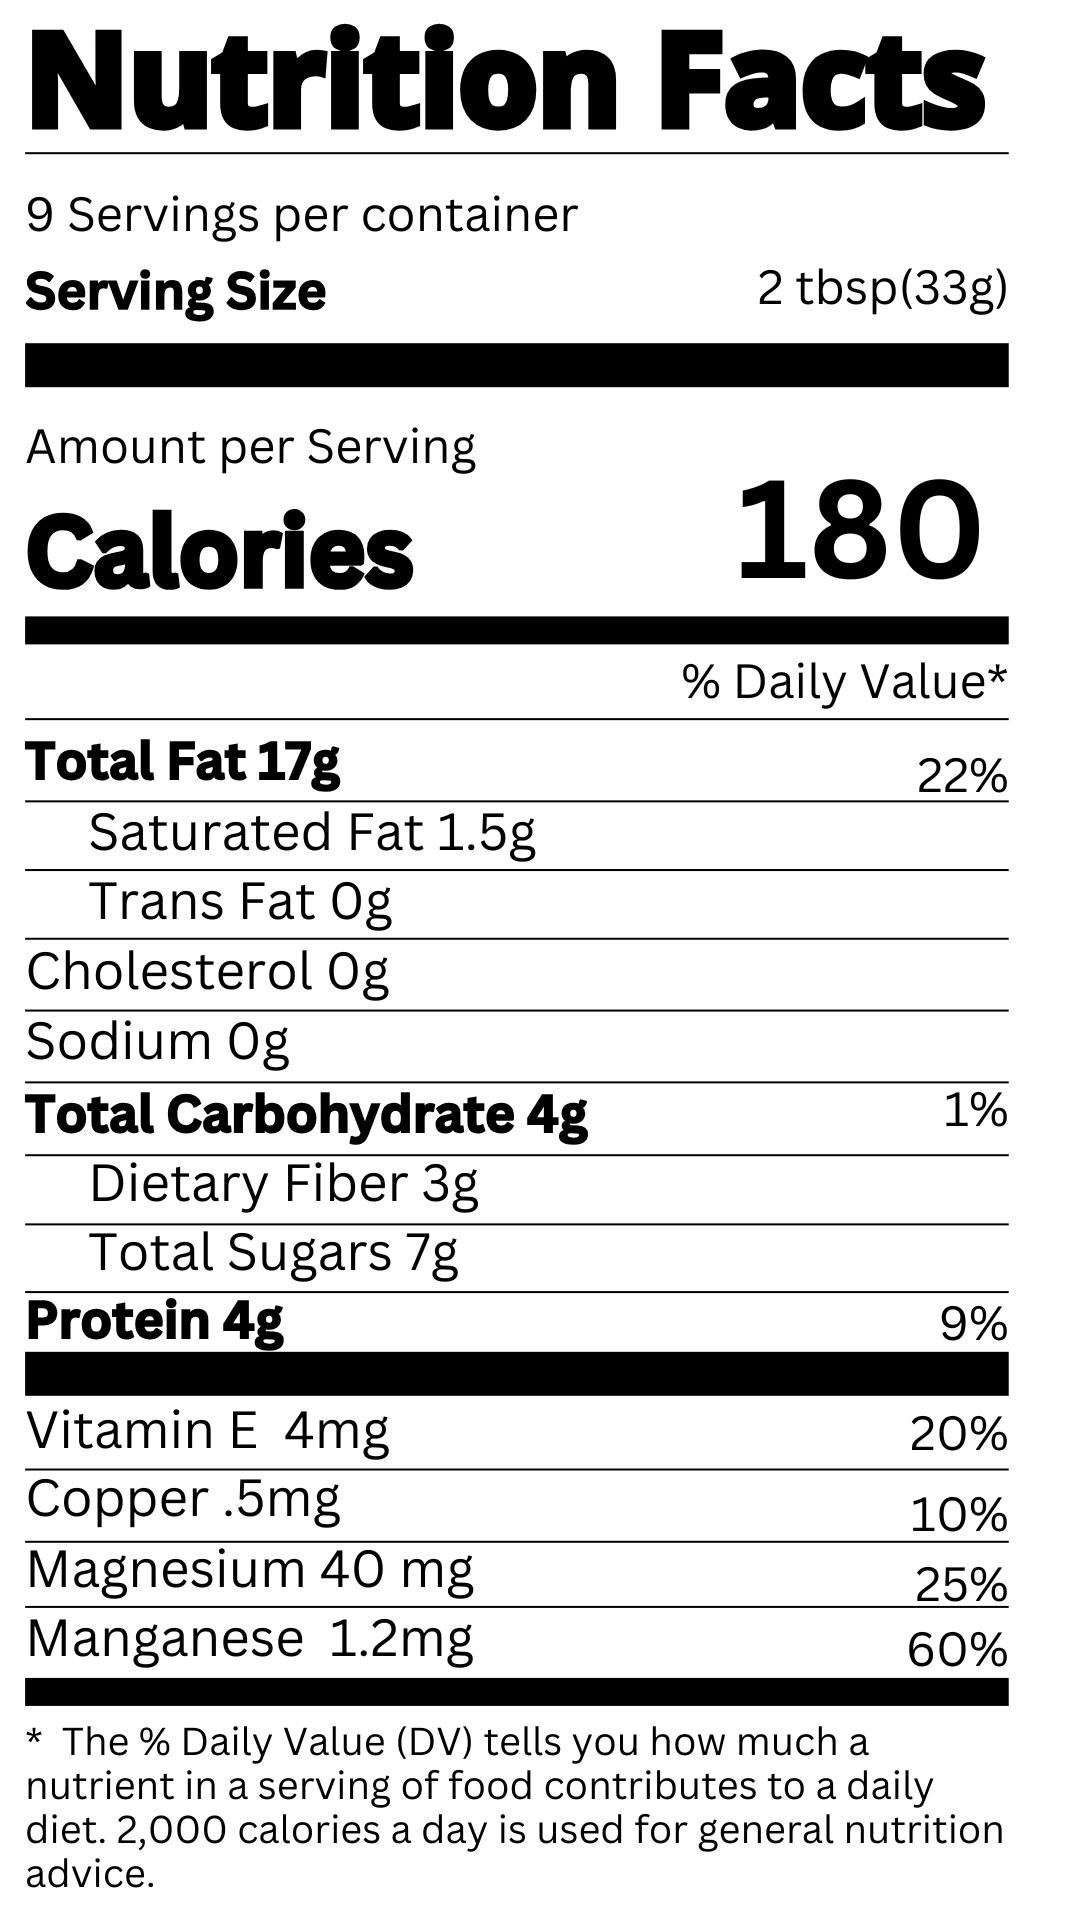 Nutrition Facts
9 Servings per container
Serving Size 2 tbsp(33g)
Amount per Serving
Calories 180
% Daily Value*
Total Fat 17g 22%
Saturated Fat 1.5g
Trans Fat 0g
Cholesterol 0g
Sodium 0g
Total Carbohydrate 4g 1%
Dietary Fiber 3g
Total Sugars 7g
Protein 4g 9%
Vitamin E  4mg 20%
Copper .5mg 10%
Magnesium 40 mg 25%
Manganese  1.2mg 60%
*  The % Daily Value (DV) tells you how much a
nutrient in a serving of food contributes to a daily
diet. 2,000 calories a day is used for general nutrition
advice.